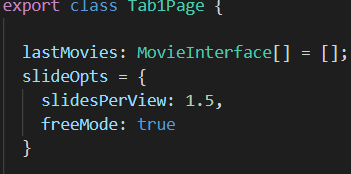 export class Tab1Page {
lastMovies: MovieInterface[] = [];
slideOpts = {
slidesPerView: 1.5,
freeMode: true
}